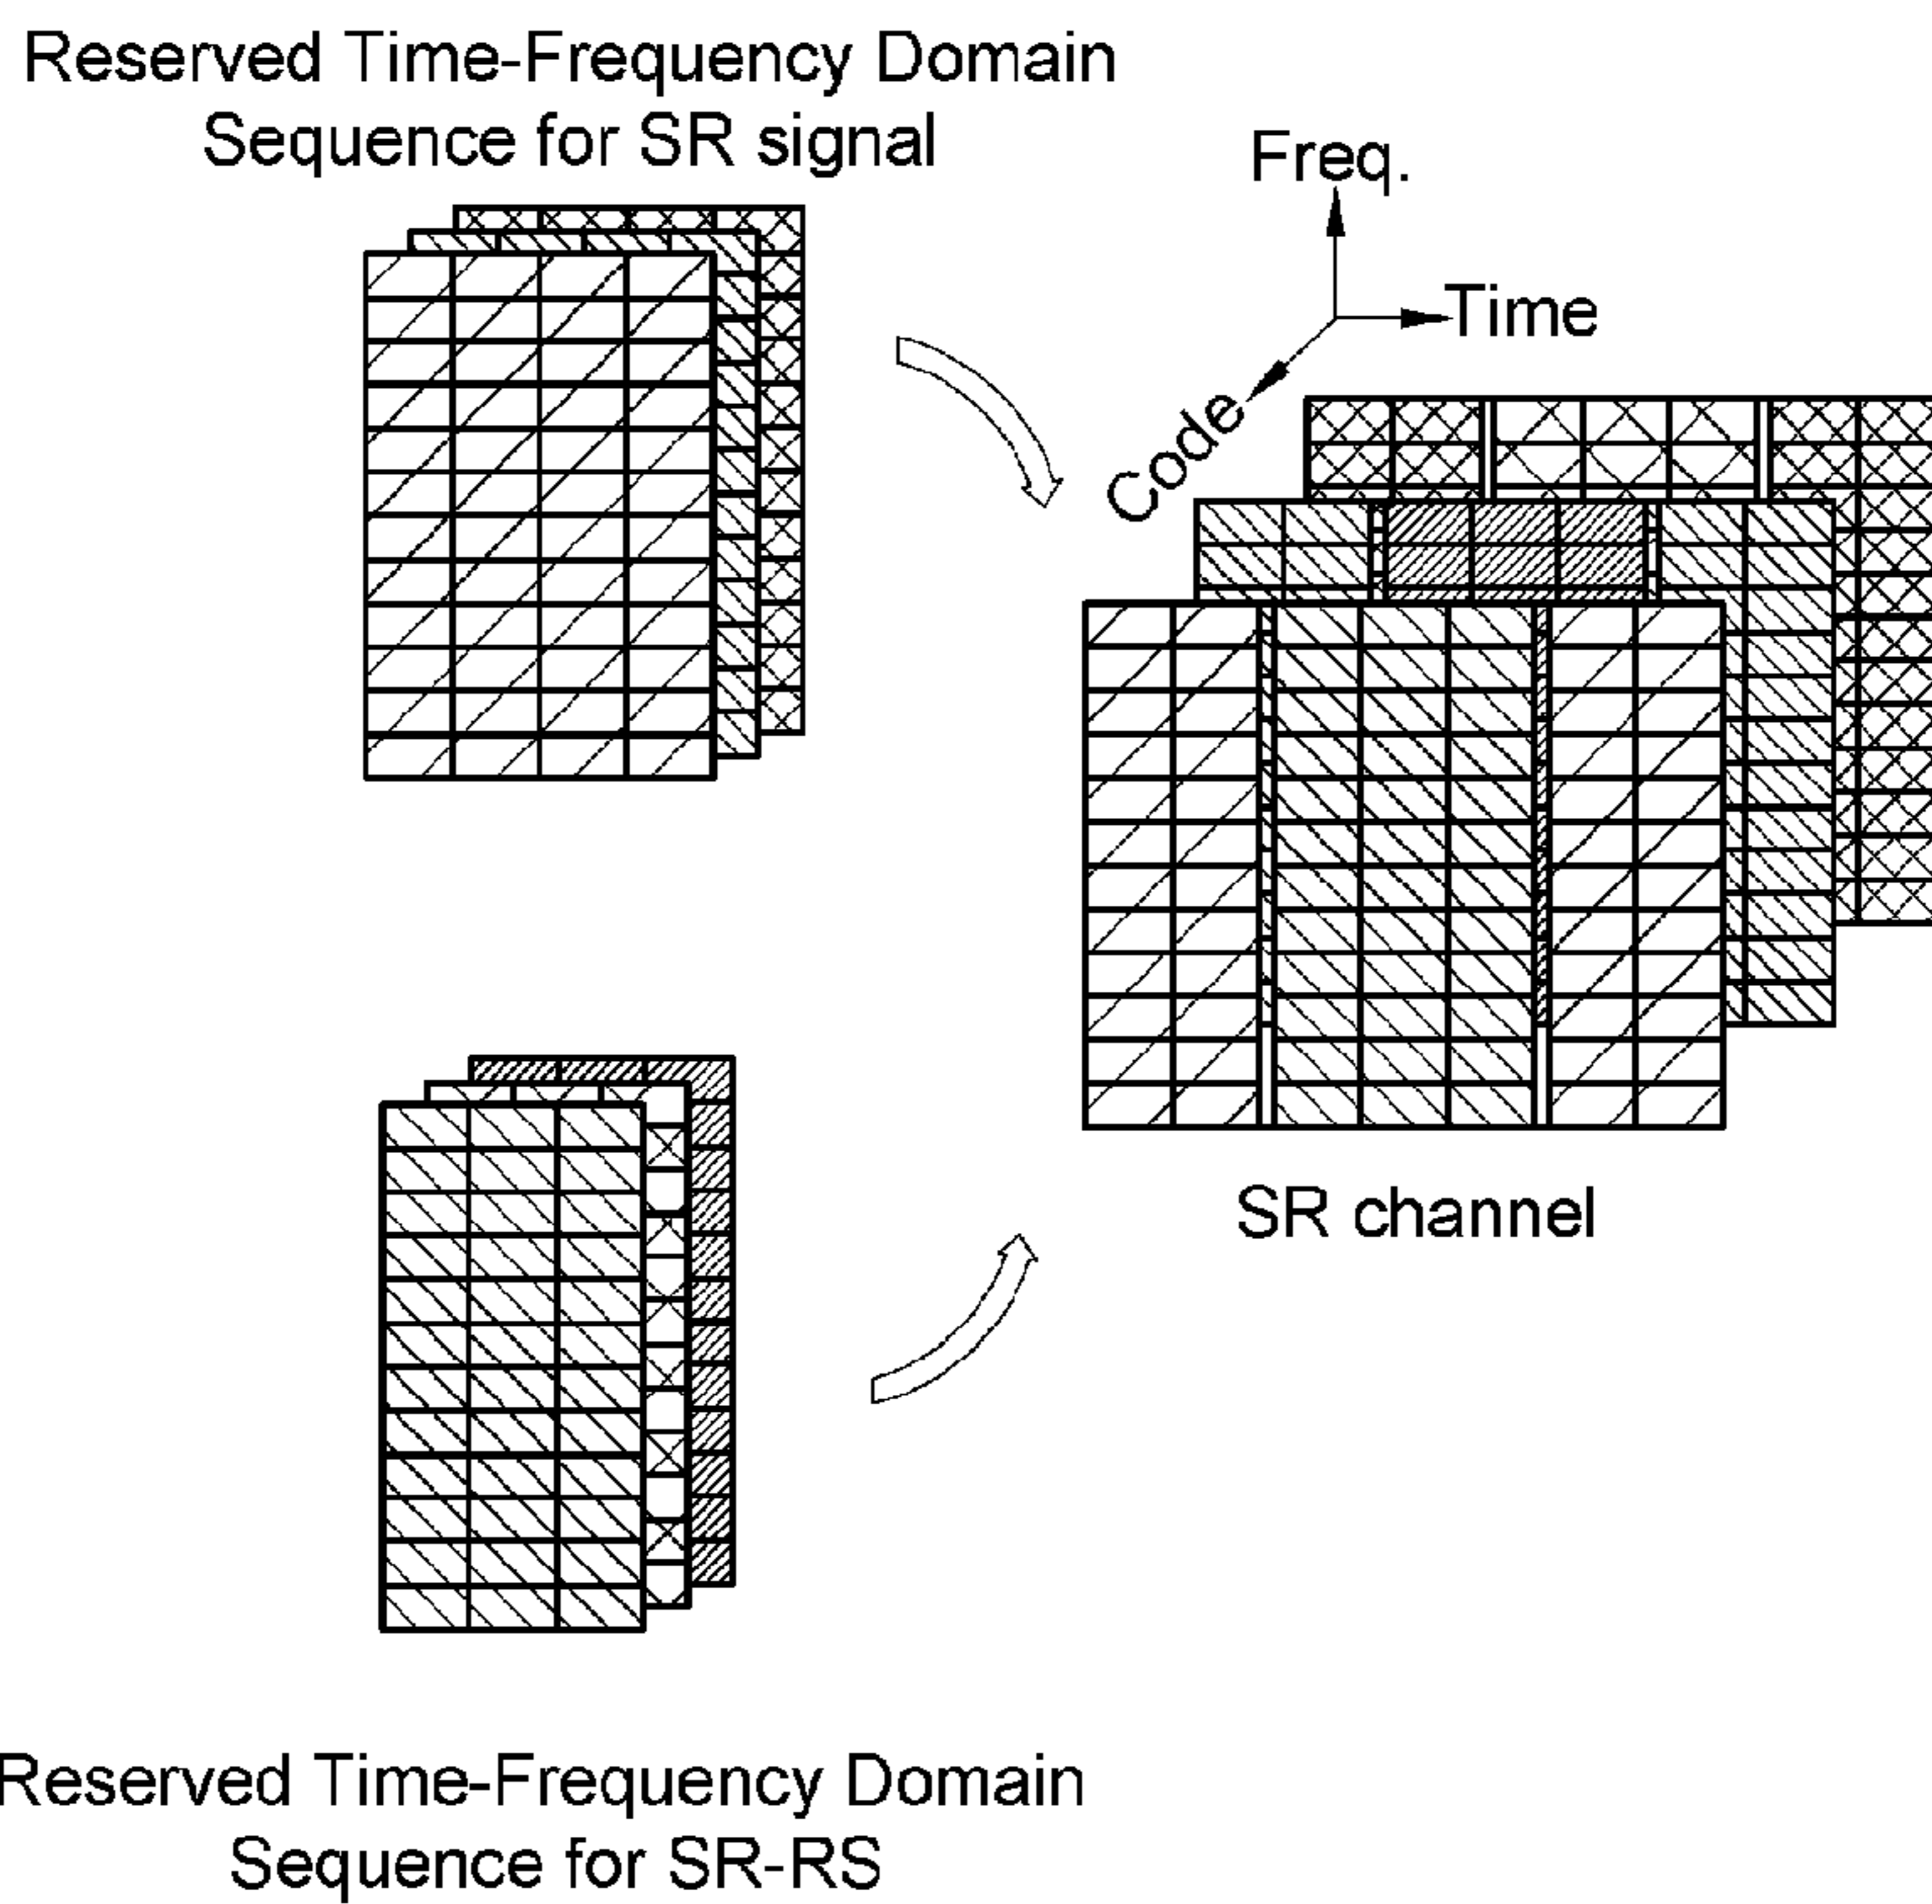 Reserved Time-Frequency Domain
Sequence for SR signal
Freq.
Time
Code
SR channel
Reserved Time-Frequency Domain
Sequence for SR-RS